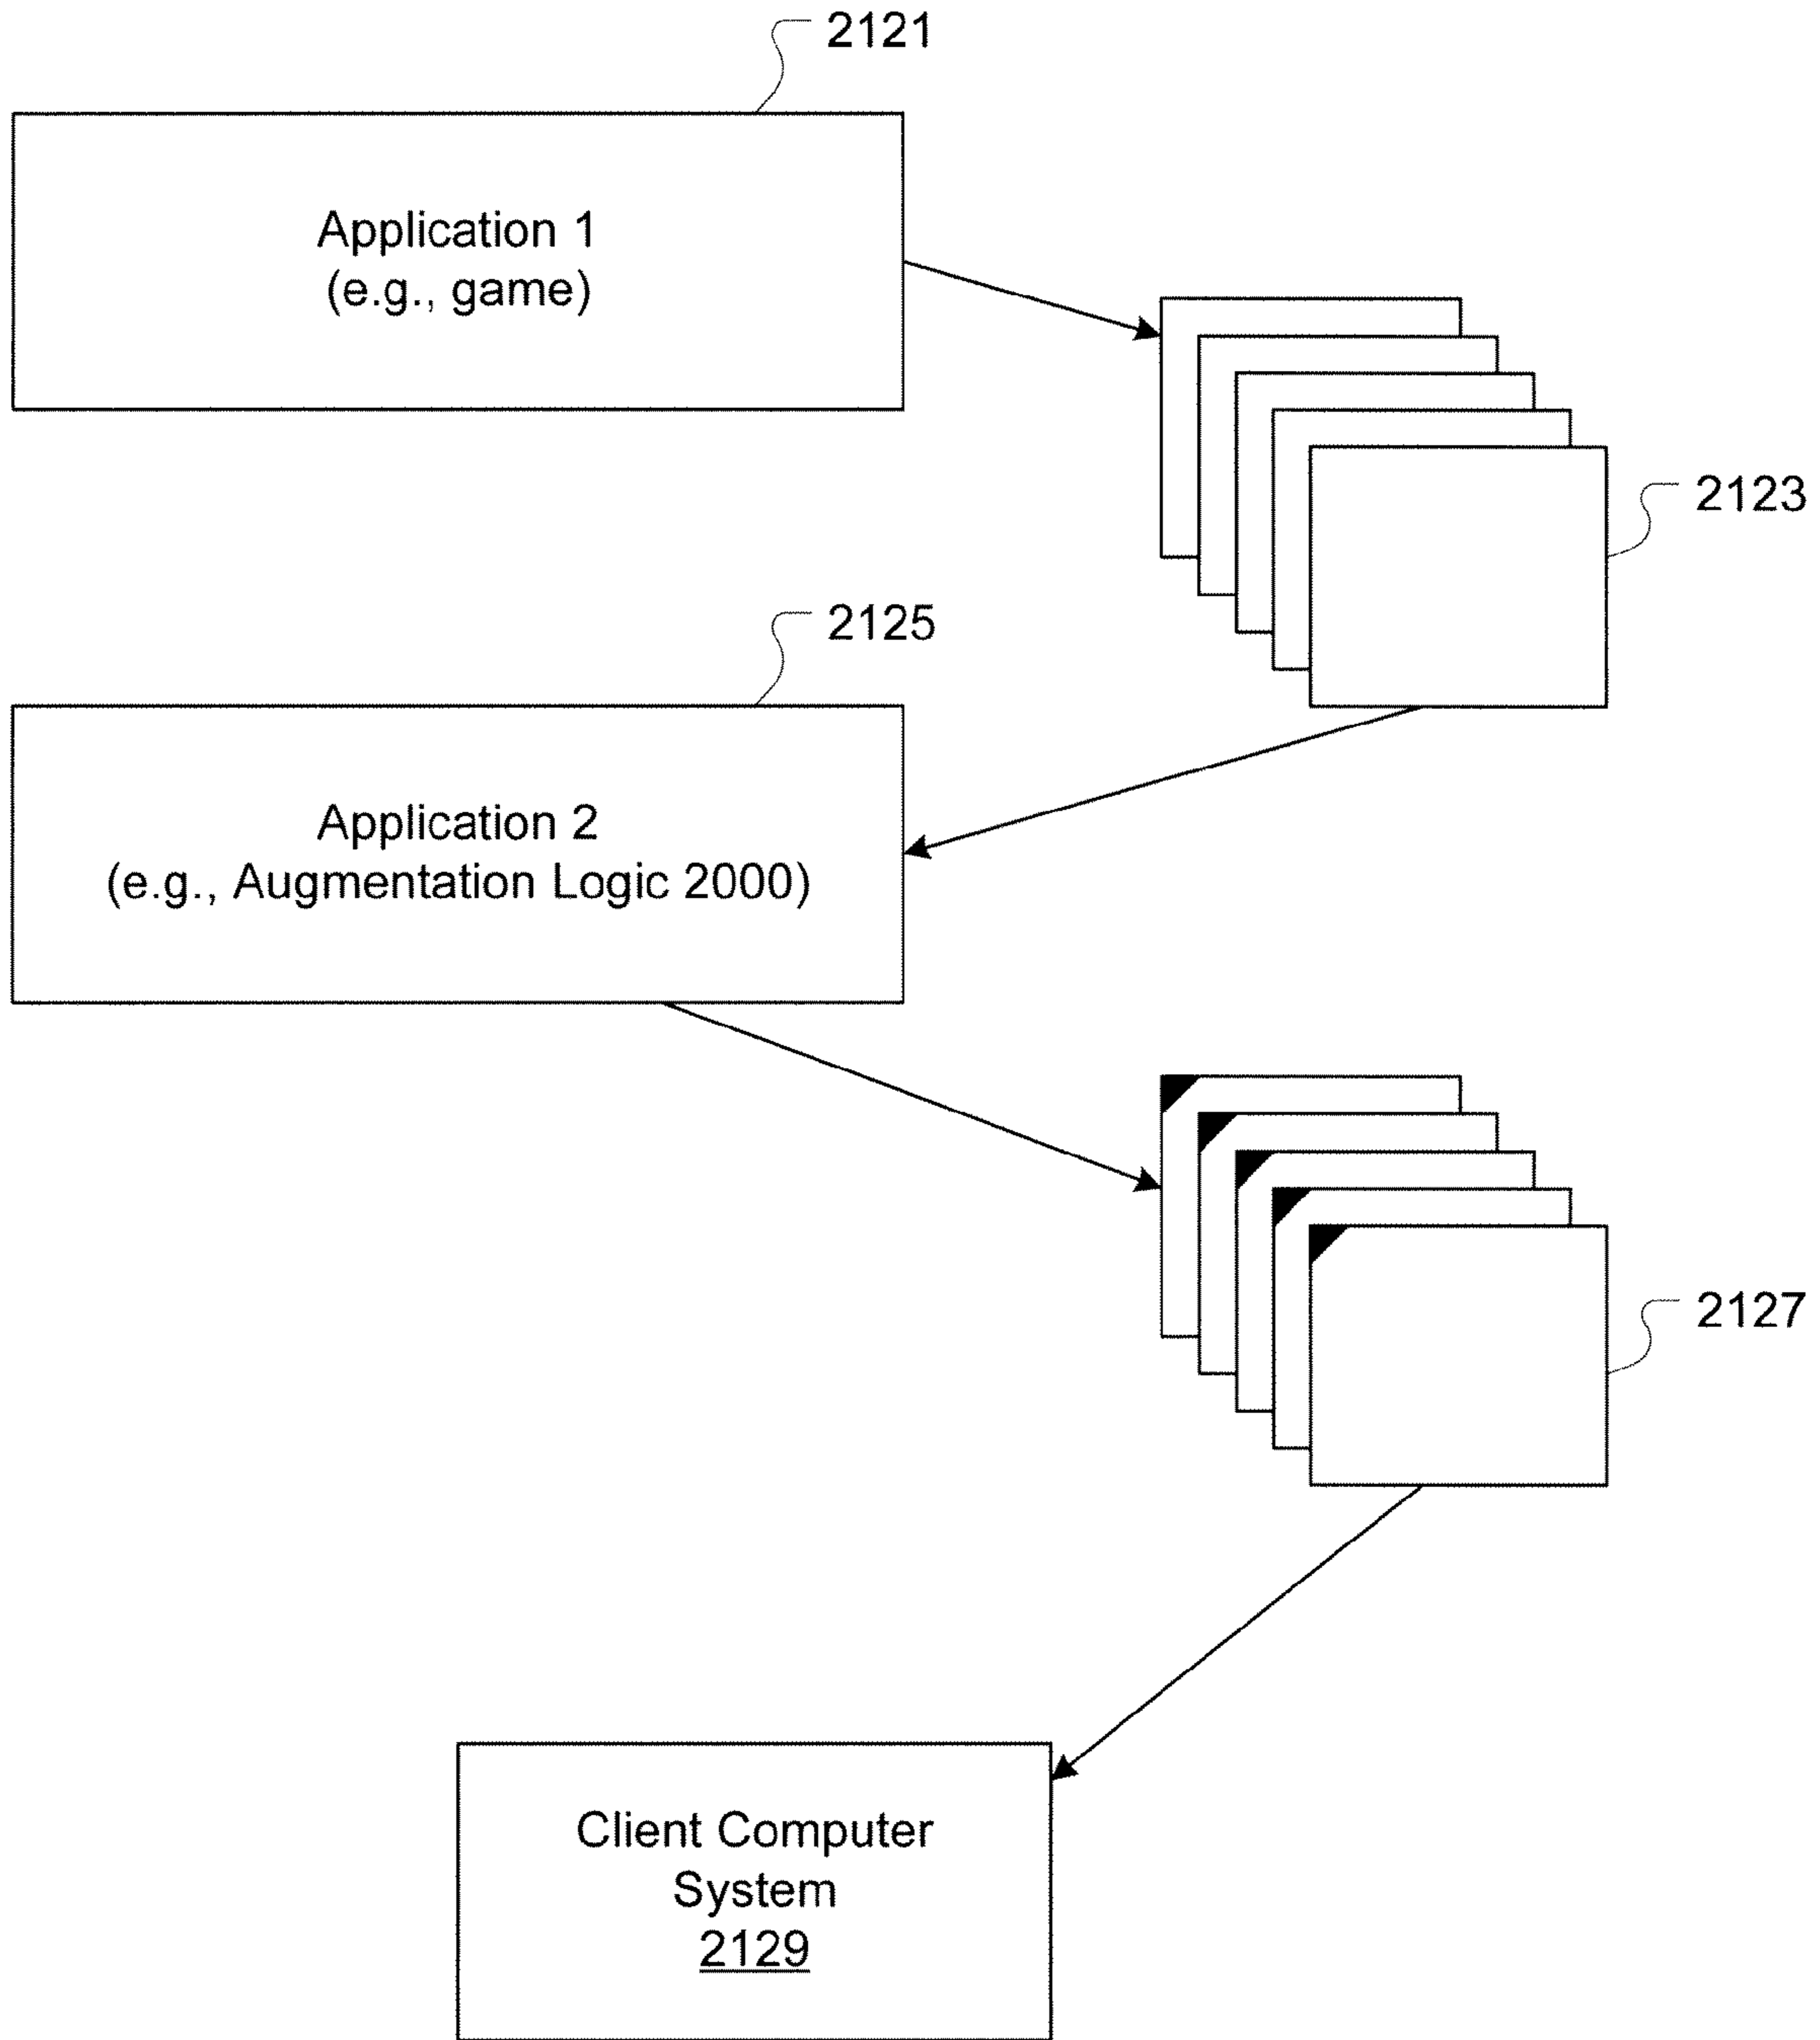 2121
Application 1
(e.g., game)
2123
2125
Application 2
(e.g., Augmentation Logic 2000)
2127
Client Computer
System
2129